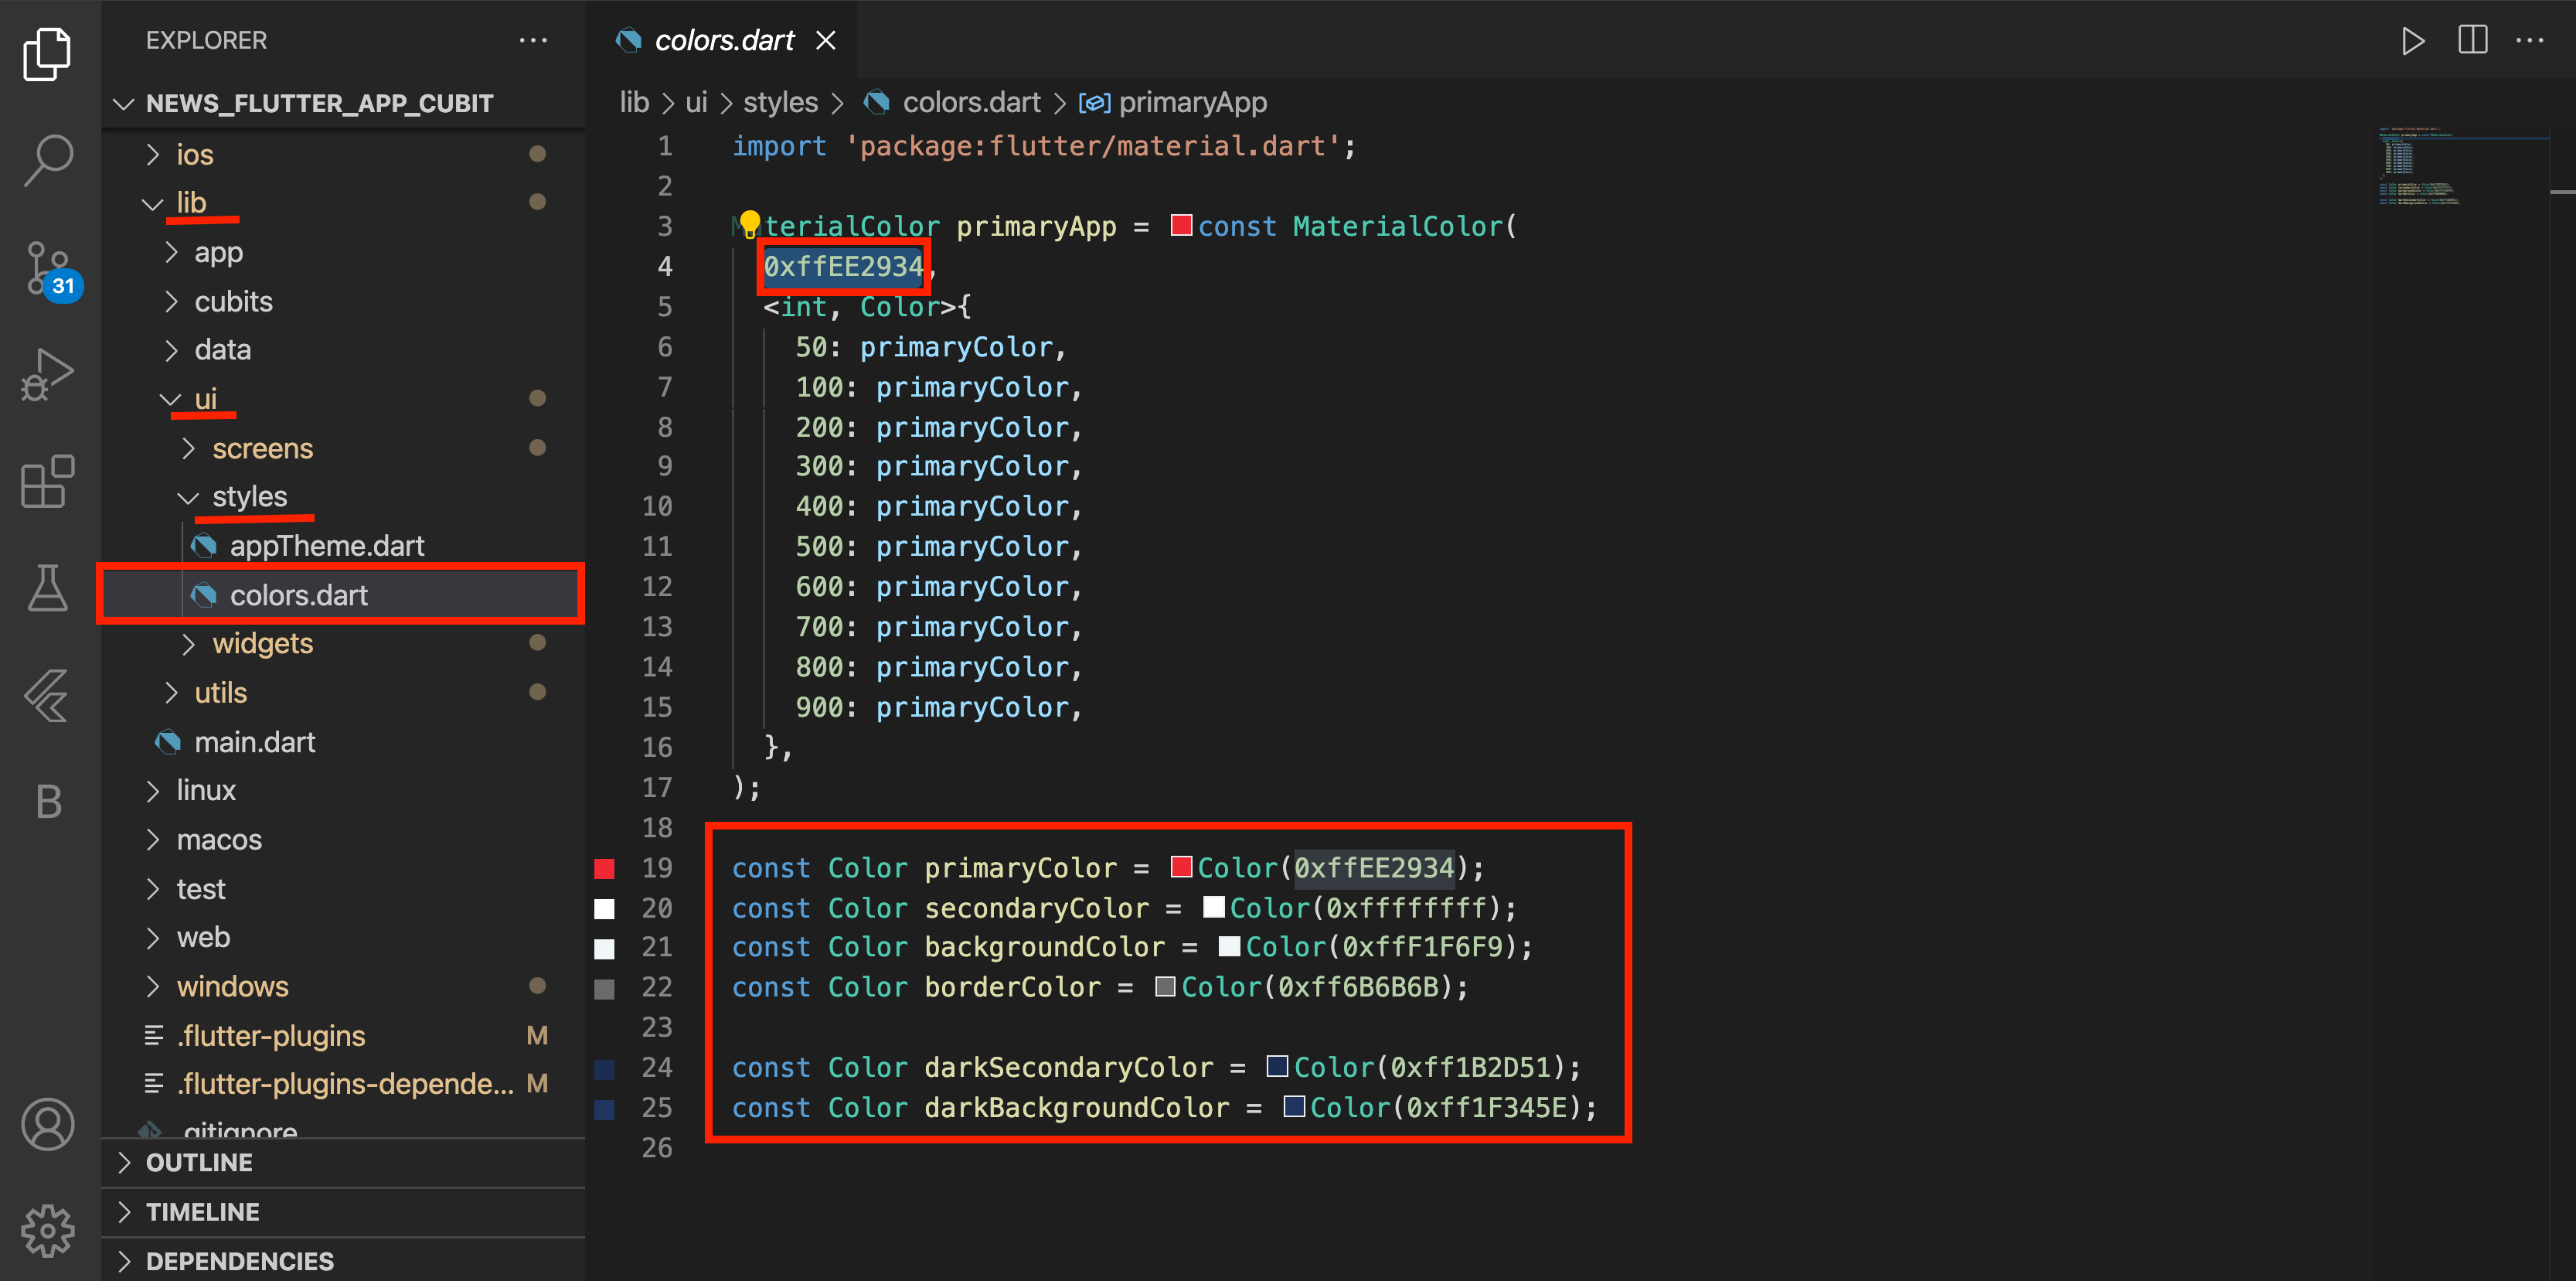 EXPLORER
NEWS_FLUTTER_APP_CUBIT
ios
lib
app
cubits
data
ui
screens
styles
appTheme.dart
colors.dart
widgets
utils
main.dart
linux
macos
test
web
windows
.flutter-plugins M
.flutter-plugins-depende... M
.gitignore
OUTLINE
TIMELINE
DEPENDENCIES
31
B
colors.dart
lib > ui > styles > colors.dart > primaryApp
1 import 'package:flutter/material.dart';
2
3 MaterialColor primaryApp = const MaterialColor(
4 0xffEE2934,
5 <int, Color>{
6 50: primaryColor,
7 100: primaryColor,
8 200: primaryColor,
9 300: primaryColor,
10 400: primaryColor,
11 500: primaryColor,
12 600: primaryColor,
13 700: primaryColor,
14 800: primaryColor,
15 900: primaryColor,
16 },
17 );
18
19 const Color primaryColor = Color(0xffEE2934);
20 const Color secondaryColor = Color(0xffffffff);
21 const Color backgroundColor = Color(0xffF1F6F9);
22 const Color borderColor = Color(0xff6B6B6B);
23
24 const Color darkSecondaryColor = Color(0xff1B2D51);
25 const Color darkBackgroundColor = Color(0xff1F345E);
26